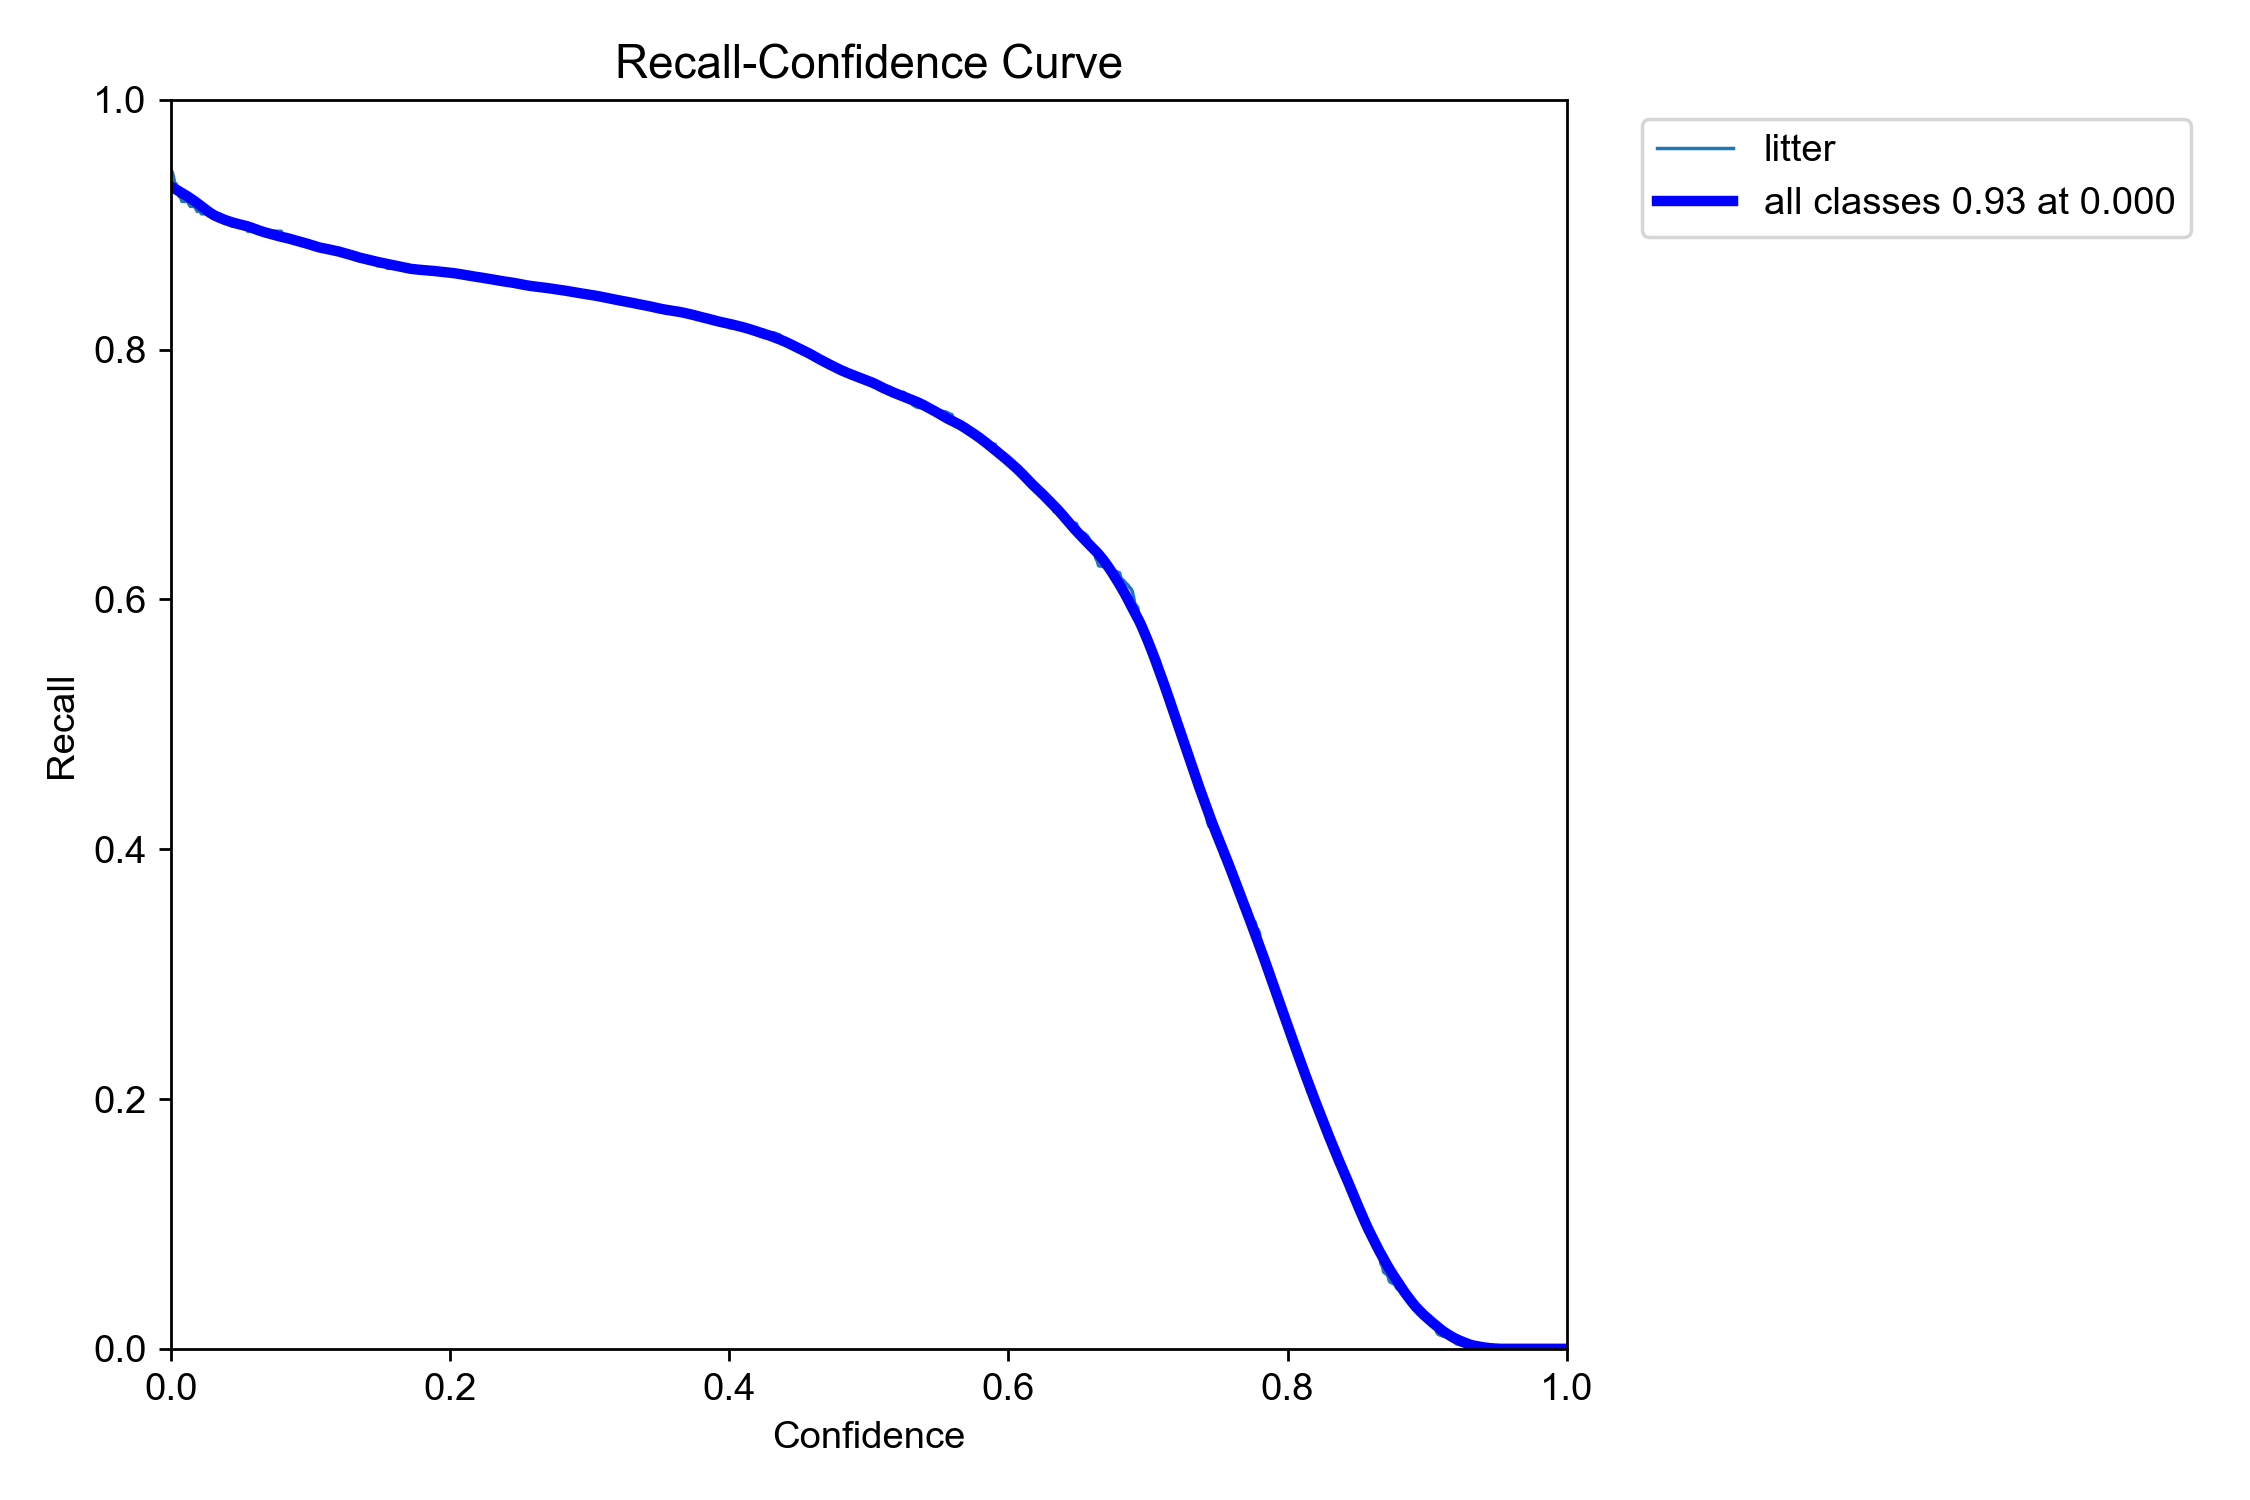 Recall-Confidence Curve
litter
all classes 0.93 at 0.000
1.0
0.8
0.6
0.4
0.2
0.0
Recall
0.0 0.2 0.4 0.6 0.8 1.0
Confidence